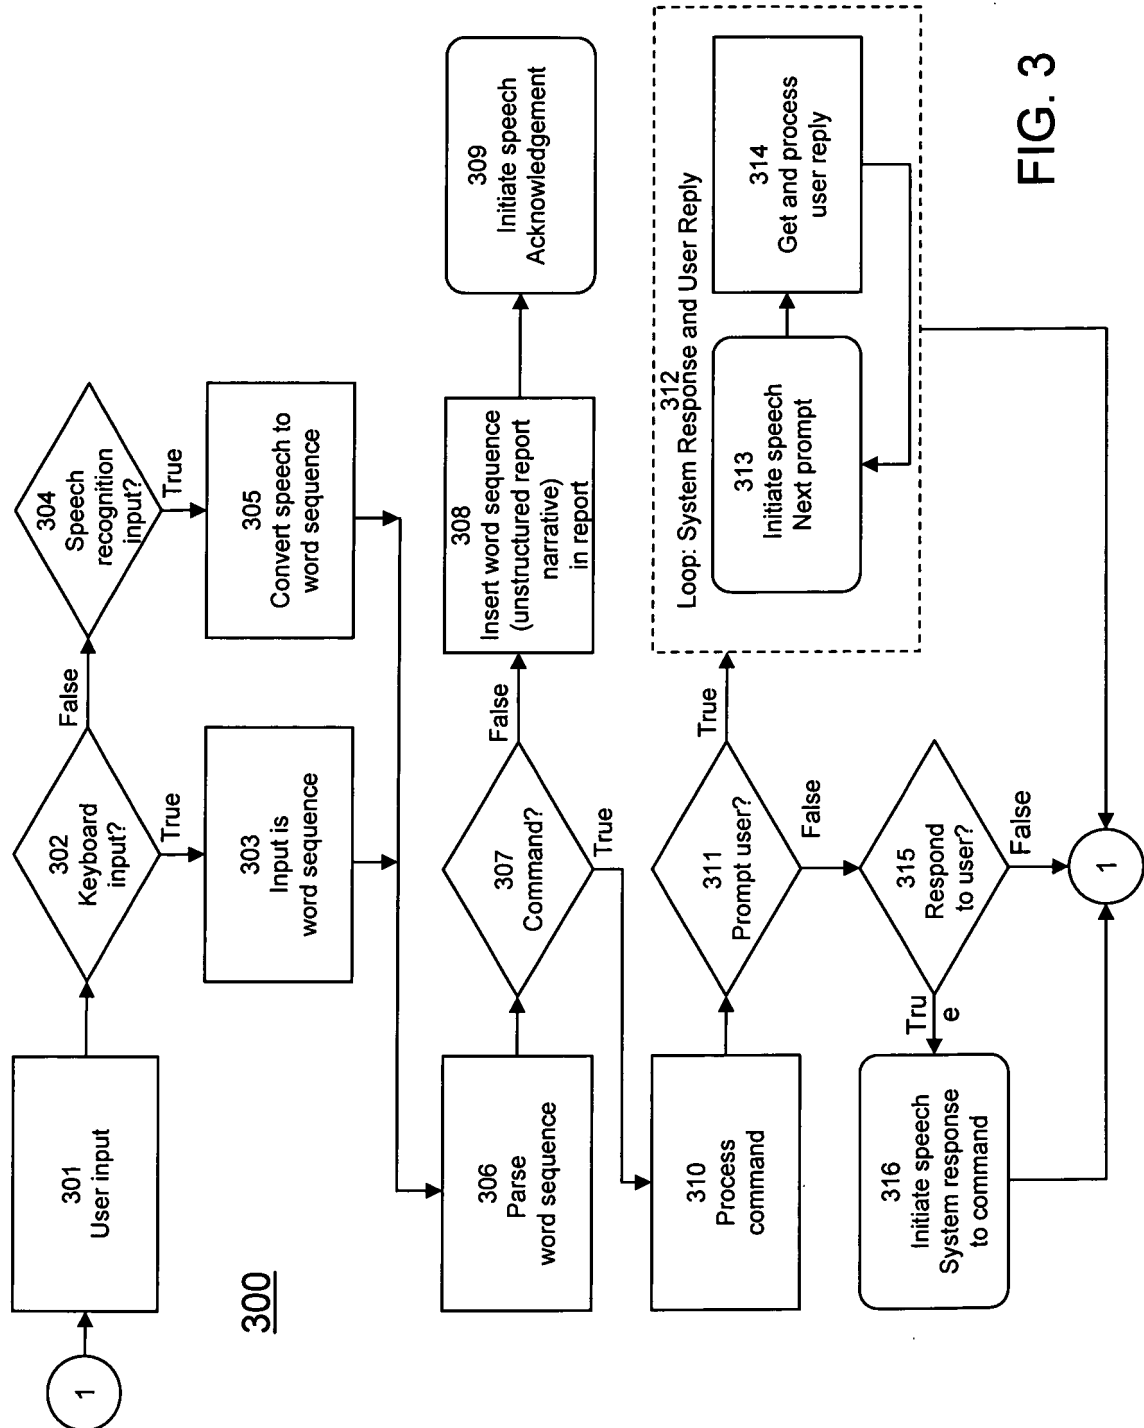 1
301
User input
302
Keyboard
input?
False
True
304
Speech
recognition
input?
True
303
Input is
word sequence
305
Convert speech to
word sequence
300
306
Parse
word sequence
307
Command?
False
True
308
Insert word sequence
(unstructured report
narrative)
in report
309
Initiate speech
Acknowledgement
310
Process
command
311
Prompt user?
True
False
312
Loop: System Response and User Reply
313
Initiate speech
Next prompt
314
Get and process
user reply
315
Respond
to user?
Tru
e
False
316
Initiate speech
System response
to command
1
FIG. 3